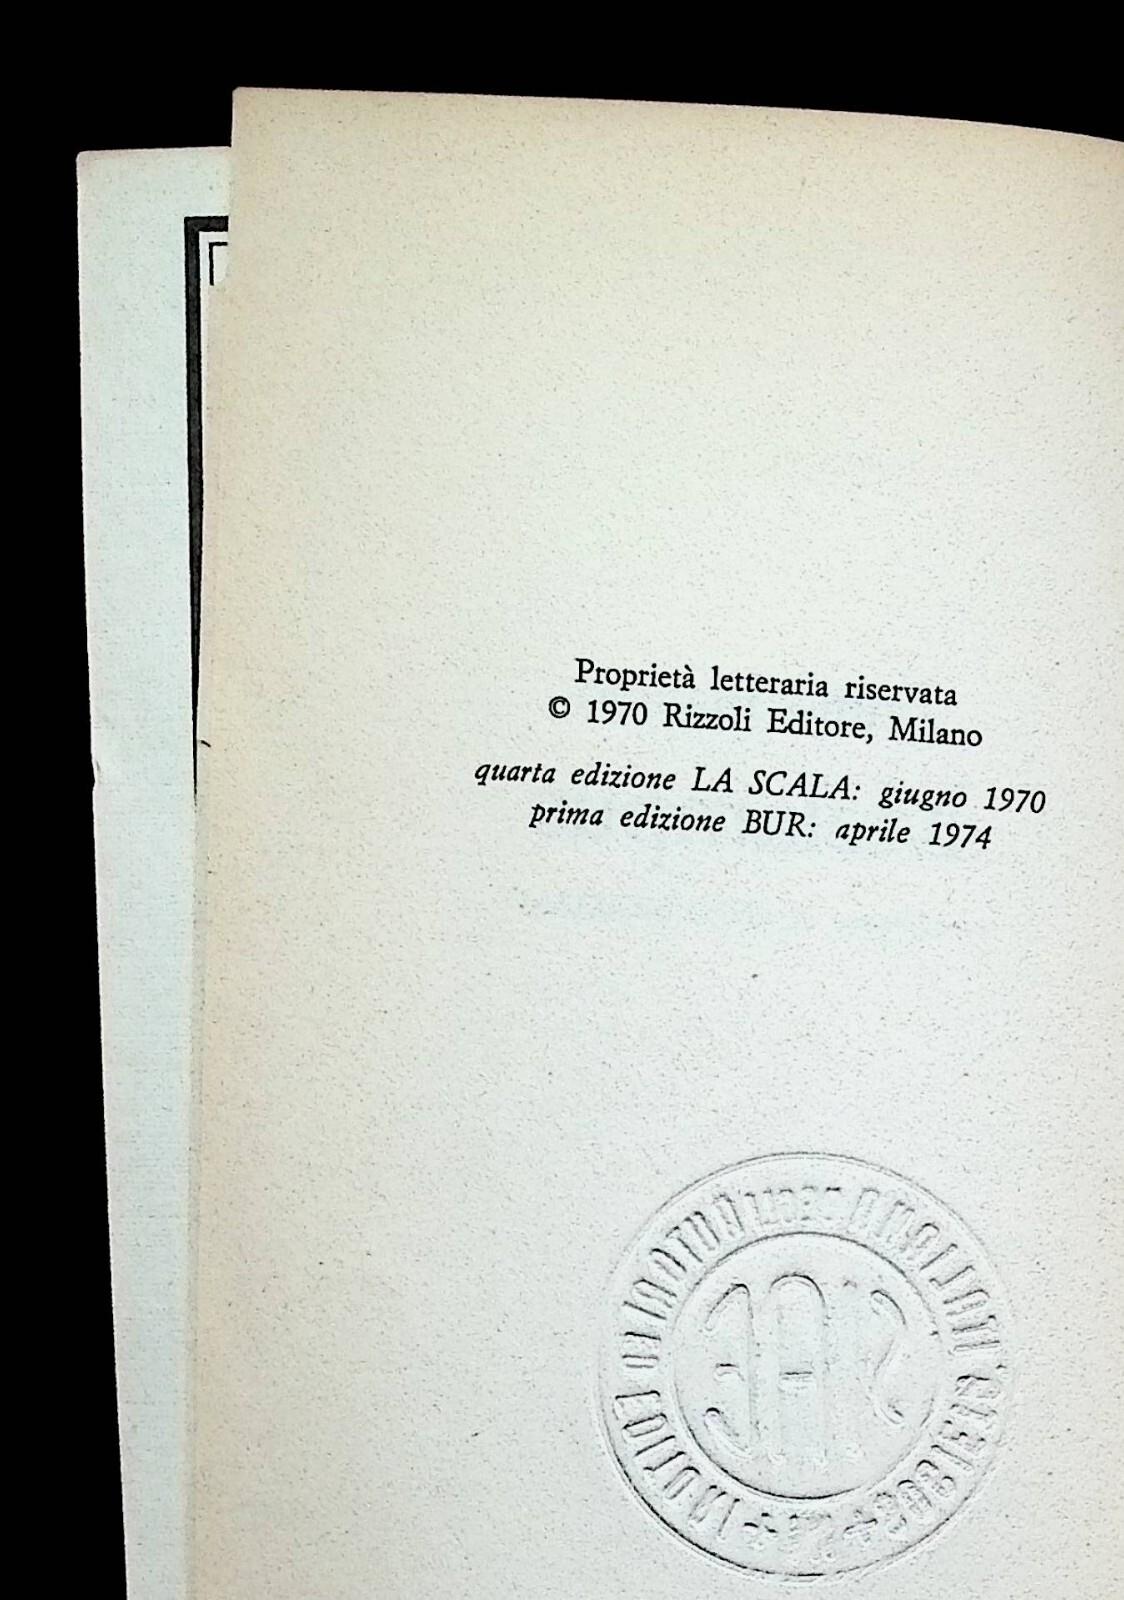 Proprietà letteraria riservata
© 1970 Rizzoli Editore, Milano
quarta edizione LA SCALA: giugno 1970
prima edizione BUR: aprile 1974